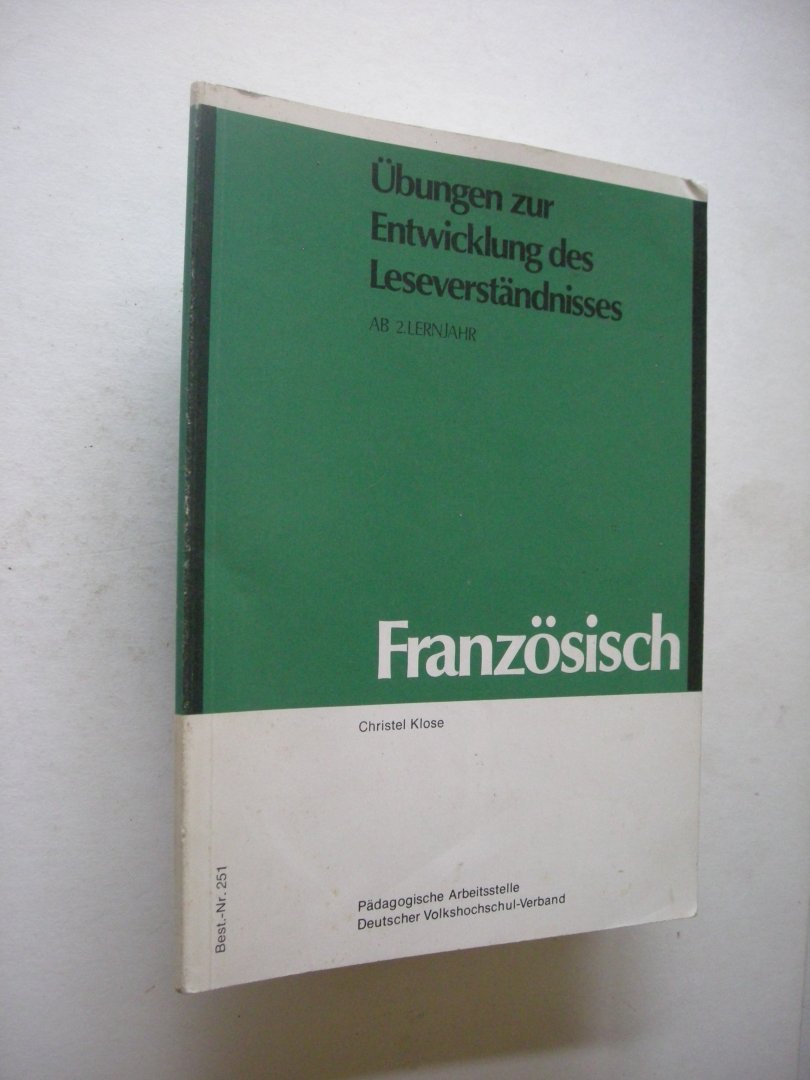 Übungen zur
Entwicklung des
Leseverständnisses
AB 2.LERNJAHR
Französisch
Christel Klose
Pädagogische Arbeitsstelle
Deutscher Volkshochschul-Verband
Best.-Nr. 251